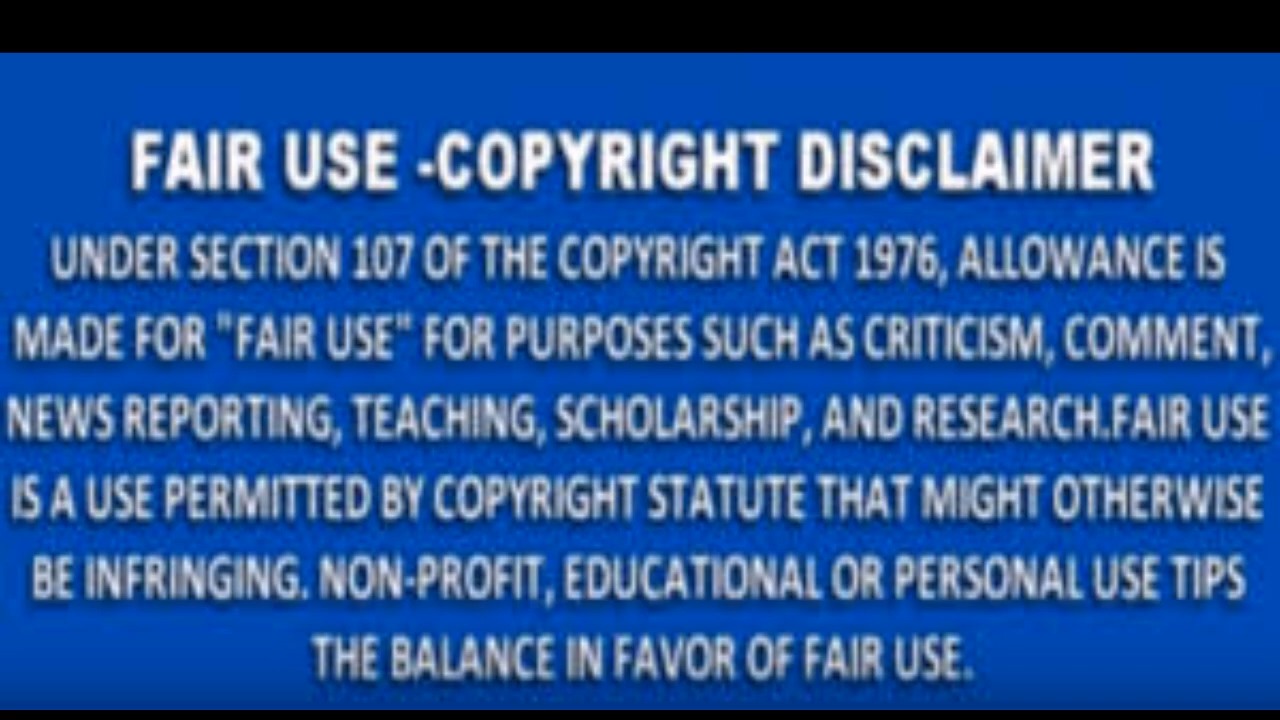 FAIR USE -COPYRIGHT DISCLAIMER
UNDER SECTION 107 OF THE COPYRIGHT ACT 1976, ALLOWANCE IS
MADE FOR "FAIR USE" FOR PURPOSES SUCH AS CRITICISM, COMMENT,
NEWS REPORTING, TEACHING, SCHOLARSHIP, AND RESEARCH.FAIR USE
IS A USE PERMITTED BY COPYRIGHT STATUTE THAT MIGHT OTHERWISE
BE INFRINGING. NON-PROFIT, EDUCATIONAL OR PERSONAL USE TIPS
THE BALANCE IN FAVOR OF FAIR USE.